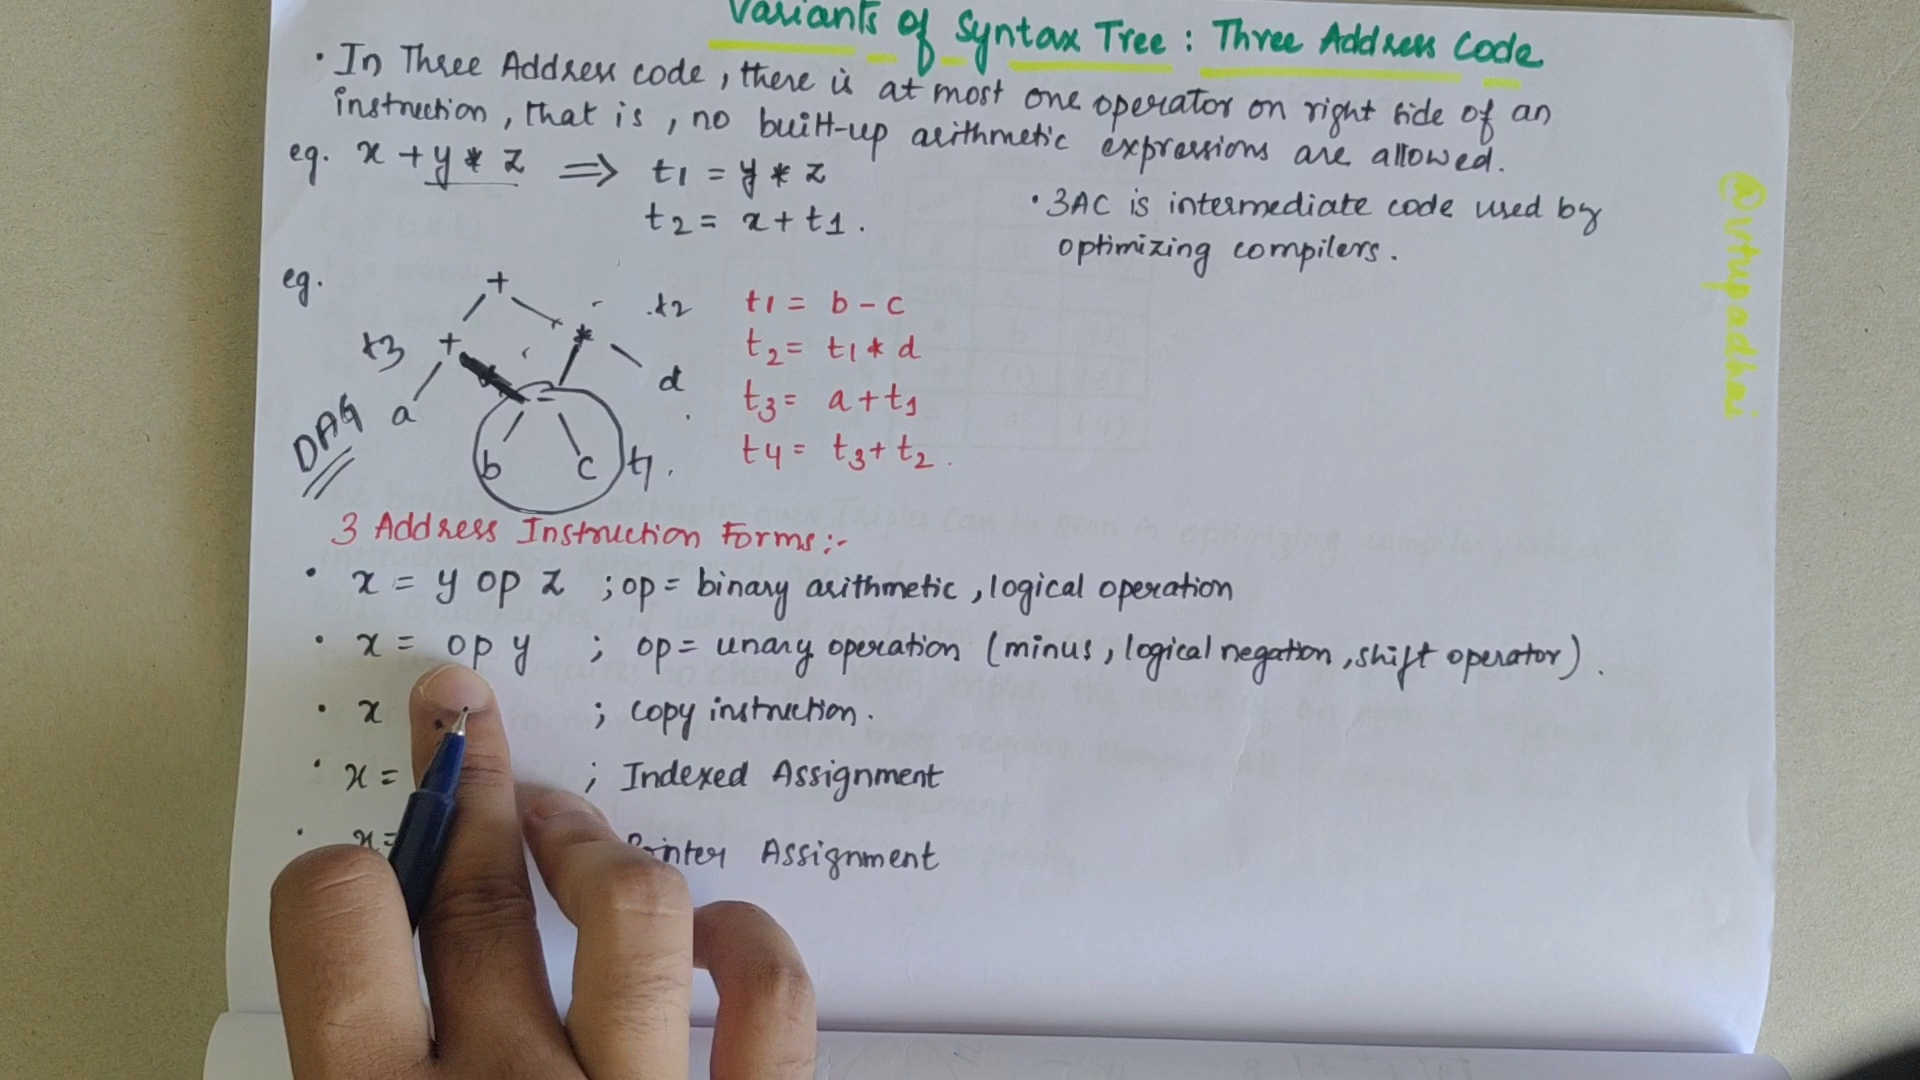 Variants of Syntax Tree : Three Address Code
• In Three Address code, there is at most one operator on right side of an
instruction, that is, no built-up arithmetic expressions are allowed.
eg. x + y * z ⇒ t1 = y * z
t2 = x + t1.
• 3AC is intermediate code used by
optimizing compilers.
@vtupadhai
eg.
+
t3 + * t2
a - d
b c t1.
DAG
t1 = b - c
t2 = t1 * d
t3 = a + t1
t4 = t3 + t2.
3 Address Instruction Forms :-
• x = y op z ; op = binary arithmetic, logical operation
• x = op y ; op = unary operation (minus, logical negation, shift operator).
• x ; copy instruction.
• x = ; Indexed Assignment
• x = Pointer Assignment